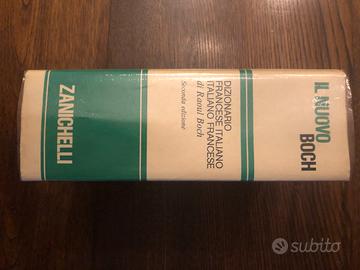 IL NUOVO
BOCH
DIZIONARIO
FRANCESE ITALIANO
ITALIANO FRANCESE
di Raoul Boch
Seconda edizione
ZANICHELLI
subito